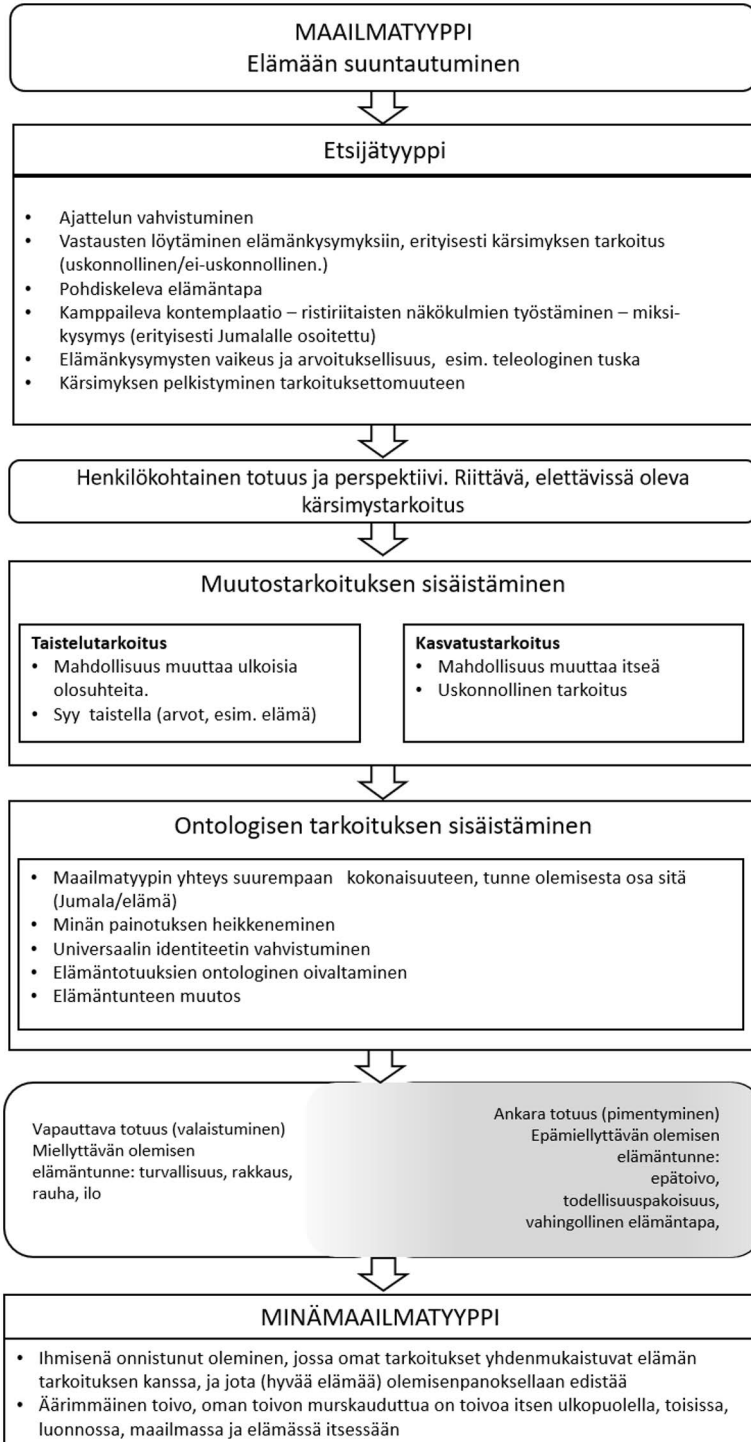 MAAILMATYYPPI
Elämään suuntautuminen
Etsijätyyppi
• Ajattelun vahvistuminen
• Vastausten löytäminen elämänkysymyksiin, erityisesti kärsimyksen tarkoitus
(uskonnollinen/ei-uskonnollinen.)
• Pohdiskeleva elämäntapa
• Kamppaileva kontemplaatio – ristiriitaisten näkökulmien työstäminen – miksi-
kysymys (erityisesti Jumalalle osoitettu)
• Elämänkysymysten vaikeus ja arvoituksellisuus, esim. teleologinen tuska
• Kärsimyksen pelkistyminen tarkoituksettomuuteen
Henkilökohtainen totuus ja perspektiivi. Riittävä, elettävissä oleva
kärsimystarkoitus
Muutostarkoituksen sisäistäminen
Taistelutarkoitus
• Mahdollisuus muuttaa ulkoisia
olosuhteita.
• Syy taistella (arvot, esim. elämä)
Kasvatustarkoitus
• Mahdollisuus muuttaa itseä
• Uskonnollinen tarkoitus
Ontologisen tarkoituksen sisäistäminen
• Maailmatyypin yhteys suurempaan kokonaisuuteen, tunne olemisesta osa sitä
(Jumala/elämä)
• Minän painotuksen heikkeneminen
• Universaalin identiteetin vahvistuminen
• Elämäntotuuksien ontologinen oivaltaminen
• Elämäntunteen muutos
Vapauttava totuus (valaistuminen)
Miellyttävän olemisen
elämäntunne: turvallisuus, rakkaus,
rauha, ilo
Ankara totuus (pimentyminen)
Epämiellyttävän olemisen
elämäntunne:
epätoivo,
todellisuuspakoisuus,
vahingollinen elämäntapa,
MINÄMAAILMATYYPPI
• Ihmisenä onnistunut oleminen, jossa omat tarkoitukset yhdenmukaistuvat elämän
tarkoituksen kanssa, ja jota (hyvää elämää) olemisenpanoksellaan edistää
• Äärimmäinen toivo, oman toivon murskauduttua on toivoa itsen ulkopuolella, toisissa,
luonnossa, maailmassa ja elämässä itsessään